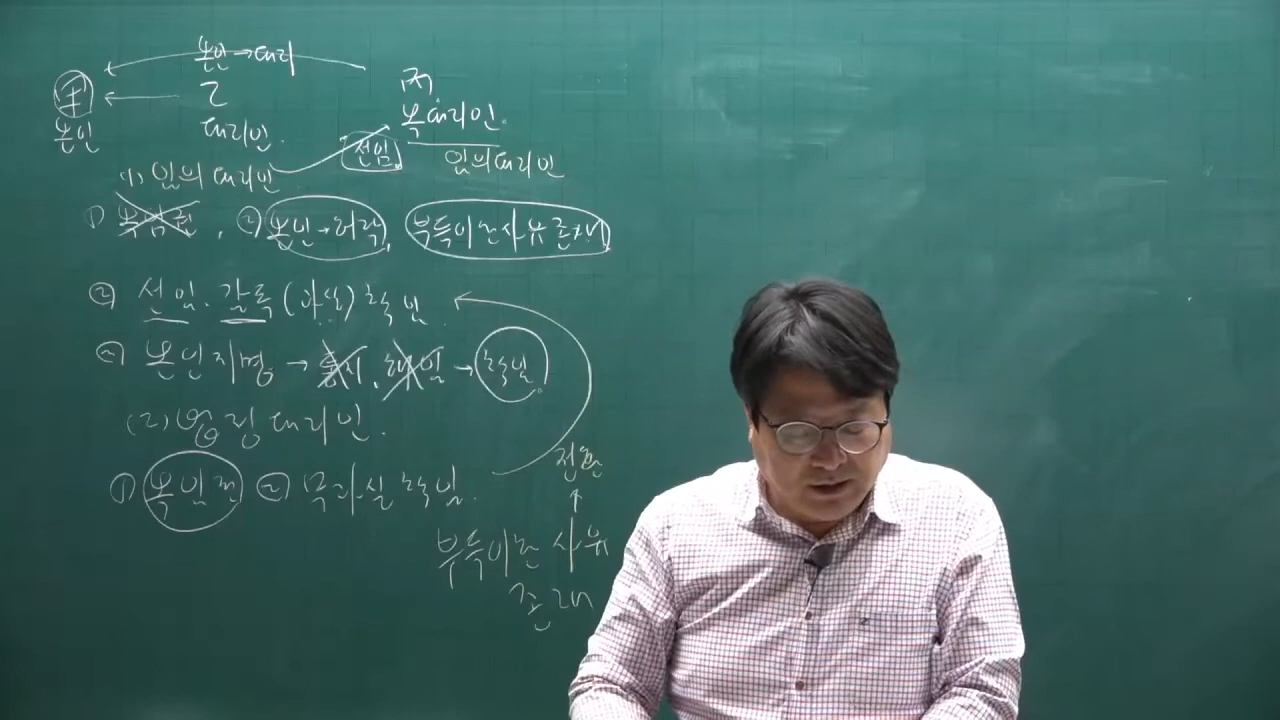 본인→대리
甲 乙 丙
본인 대리인. 복대리인.
선임 임의대리인
(1) 임의대리인
① 복임권, ② 본인→허락, 부득이한사유존재
② 선임·감독(과실)책임.
③ 본인지명→통지, 해임→책임.
(2) 법정대리인.
① 복임권 ② 무과실책임.
전환
↑
부득이한 사유
존재